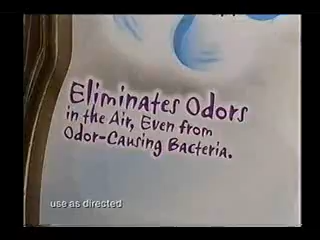 Eliminates Odors
in the Air, Even from
Odor-Causing Bacteria.
use as directed